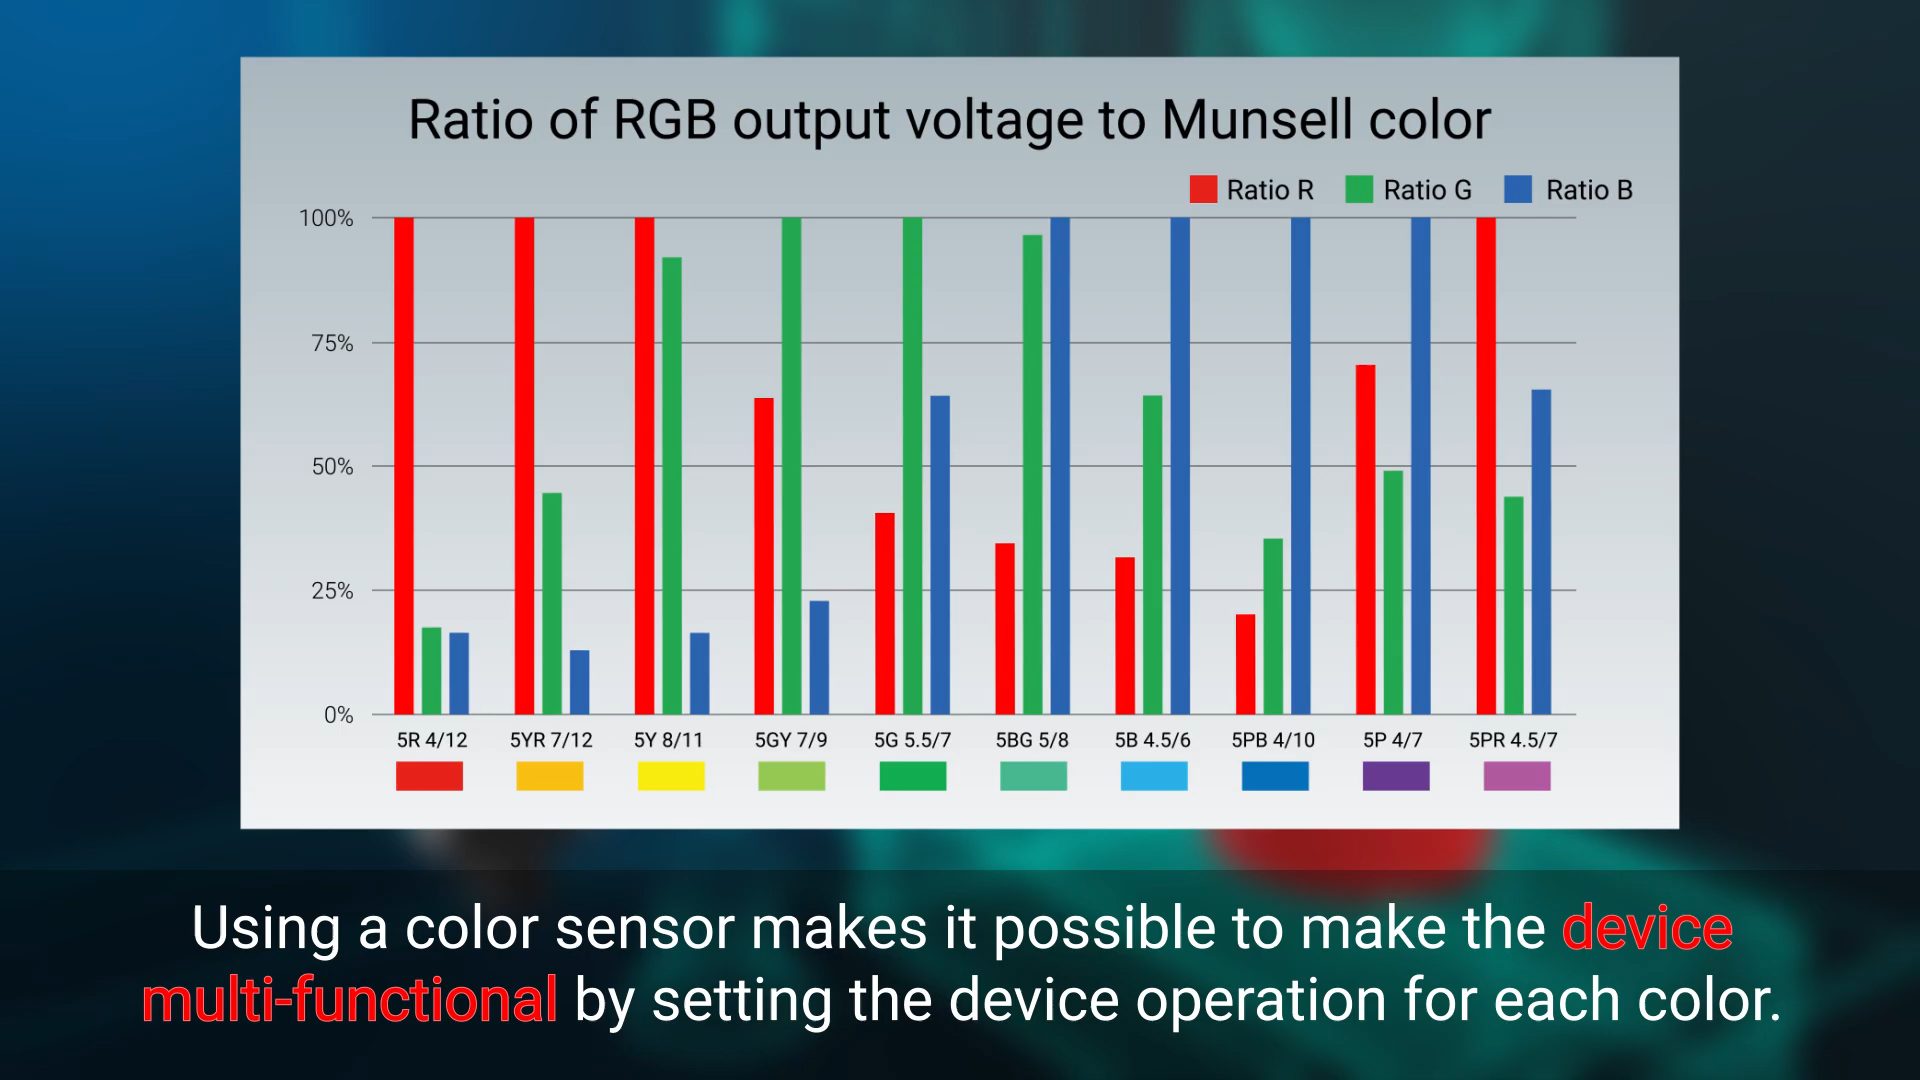 Ratio of RGB output voltage to Munsell color
Ratio R Ratio G Ratio B
100%
75%
50%
25%
0%
5R 4/12 5YR 7/12 5Y 8/11 5GY 7/9 5G 5.5/7 5BG 5/8 5B 4.5/6 5PB 4/10 5P 4/7 5PR 4.5/7
Using a color sensor makes it possible to make the device
multi-functional by setting the device operation for each color.